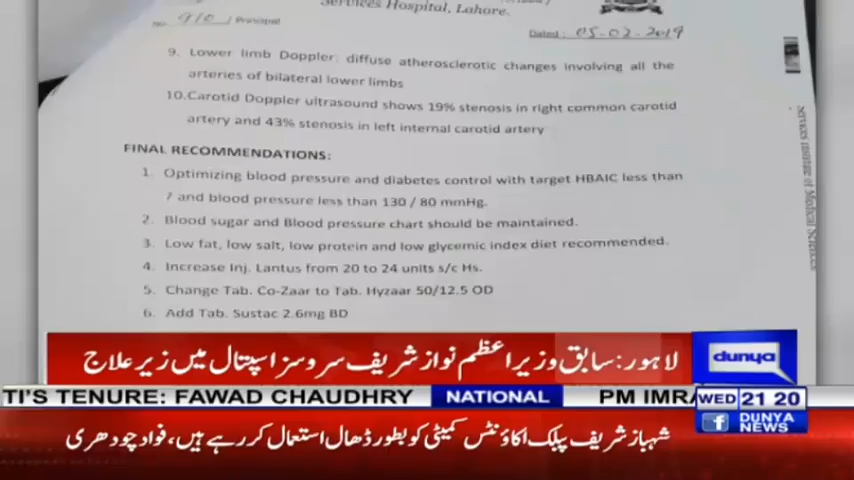 Services Hospital, Lahore.
No. 910 / Principal
Dated: 05-02-2019
9. Lower limb Doppler: diffuse atherosclerotic changes involving all the
arteries of bilateral lower limbs
10.Carotid Doppler ultrasound shows 19% stenosis in right common carotid
artery and 43% stenosis in left internal carotid artery
FINAL RECOMMENDATIONS:
1. Optimizing blood pressure and diabetes control with target HBAIC less than
7 and blood pressure less than 130 / 80 mmHg.
2. Blood sugar and Blood pressure chart should be maintained.
3. Low fat, low salt, low protein and low glycemic index diet recommended.
4. Increase Inj. Lantus from 20 to 24 units s/c Hs.
5. Change Tab. Co-Zaar to Tab. Hyzaar 50/12.5 OD
6. Add Tab. Sustac 2.6mg BD
Services Institute of Medical Sciences
لاہور: سابق وزیراعظم نواز شریف سروسز اسپتال میں زیر علاج
dunya
TI'S TENURE: FAWAD CHAUDHRY NATIONAL PM IMRA
WED 21 20
شہباز شریف پبلک اکاؤنٹس کمیٹی کو بطور ڈھال استعمال کر رہے ہیں، فواد چودھری
f DUNYA NEWS